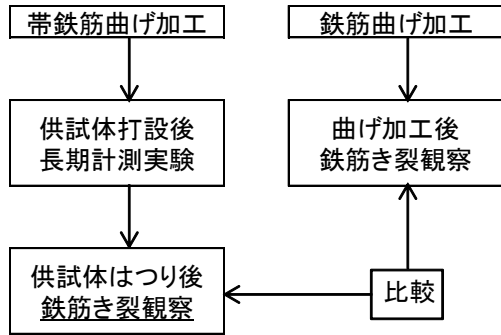 帯鉄筋曲げ加工
鉄筋曲げ加工
供試体打設後
長期計測実験
曲げ加工後
鉄筋き裂観察
供試体はつり後
鉄筋き裂観察
比較